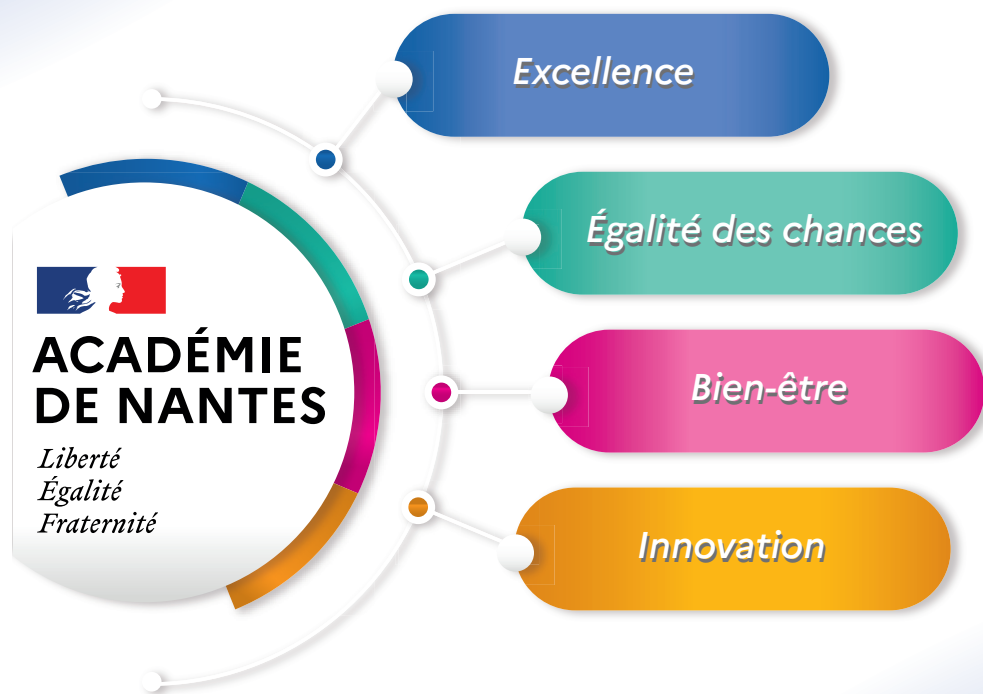 Excellence
Égalité des chances
Bien-être
Innovation
ACADÉMIE
DE NANTES
Liberté
Égalité
Fraternité